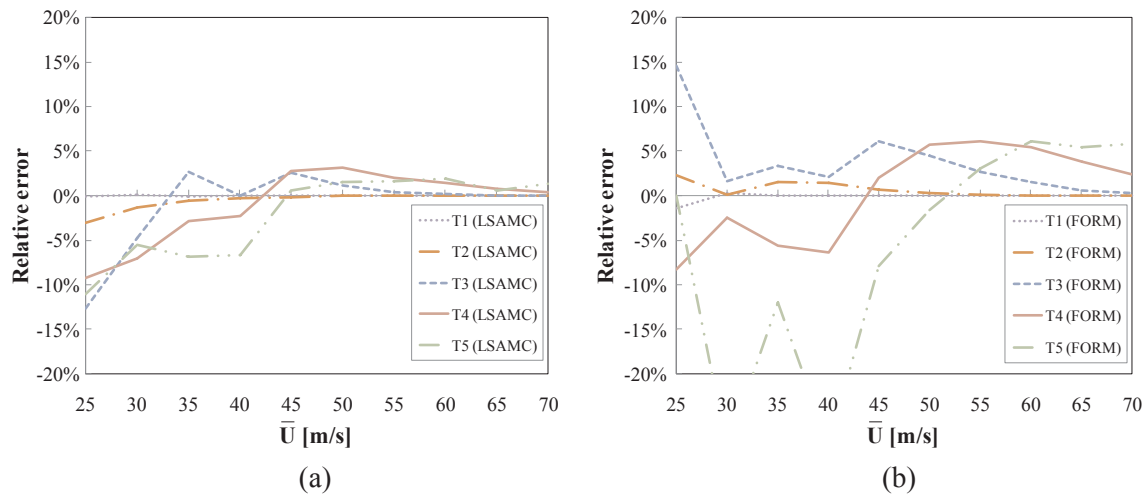 20%
15%
10%
5%
0%
-5%
-10%
-15%
-20%
Relative error
T1 (LSAMC)
T2 (LSAMC)
T3 (LSAMC)
T4 (LSAMC)
T5 (LSAMC)
25 30 35 40 45 50 55 60 65 70
U̅ [m/s]
(a)
20%
15%
10%
5%
0%
-5%
-10%
-15%
-20%
Relative error
T1 (FORM)
T2 (FORM)
T3 (FORM)
T4 (FORM)
T5 (FORM)
25 30 35 40 45 50 55 60 65 70
U̅ [m/s]
(b)